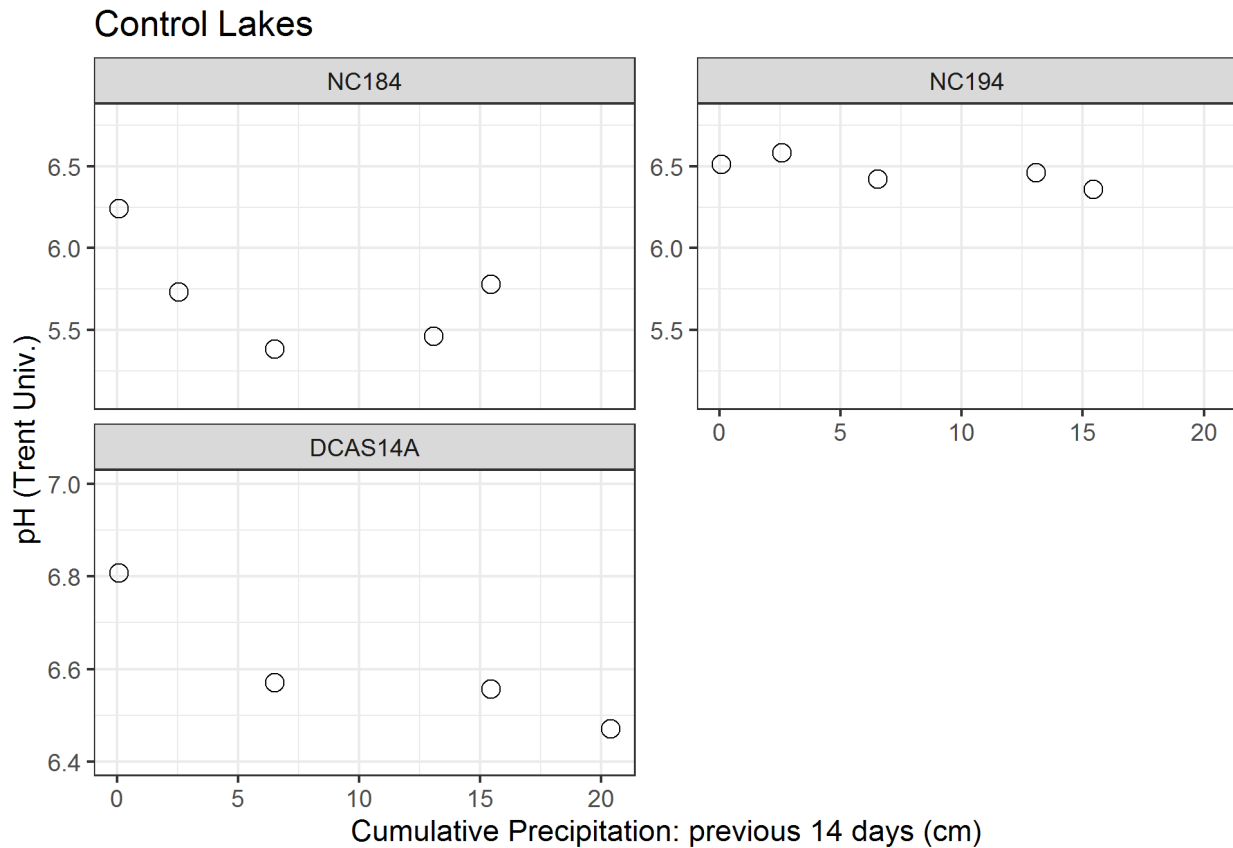 Control Lakes
NC184
NC194
6.5
6.0
5.5
6.5
6.0
5.5
0 5 10 15 20
DCAS14A
7.0
6.8
6.6
6.4
0 5 10 15 20
pH (Trent Univ.)
Cumulative Precipitation: previous 14 days (cm)